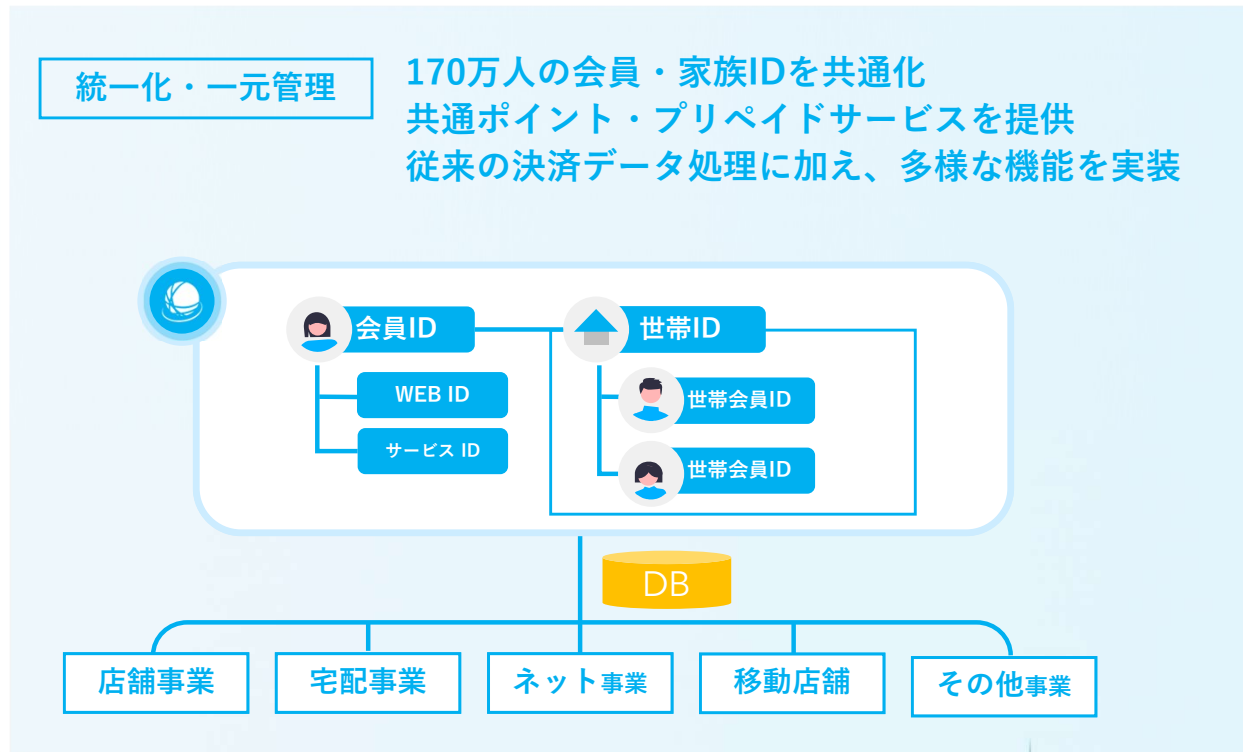 統一化・一元管理
170万人の会員・家族IDを共通化
共通ポイント・プリペイドサービスを提供
従来の決済データ処理に加え、多様な機能を実装
会員ID
世帯ID
WEB ID
世帯会員ID
サービス ID
世帯会員ID
DB
店舗事業
宅配事業
ネット事業
移動店舗
その他事業